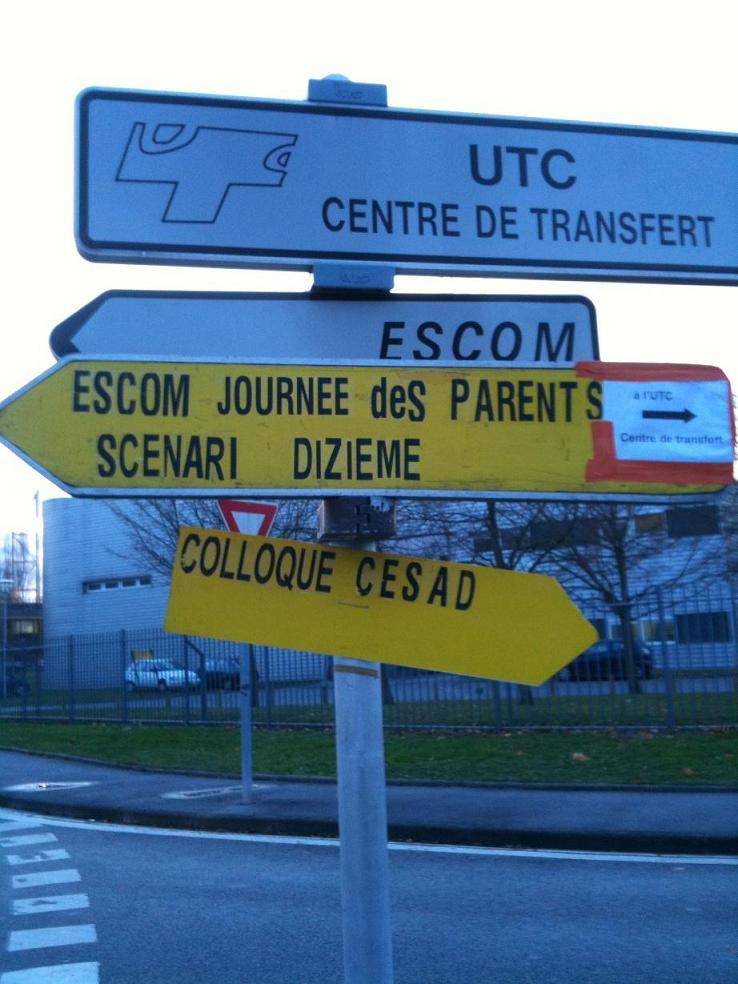 UTC
CENTRE DE TRANSFERT
ESCOM
ESCOM JOURNEE deS PARENTS
SCENARI DIZIEME
à l'UTC
Centre de transfert
COLLOQUE CESAD